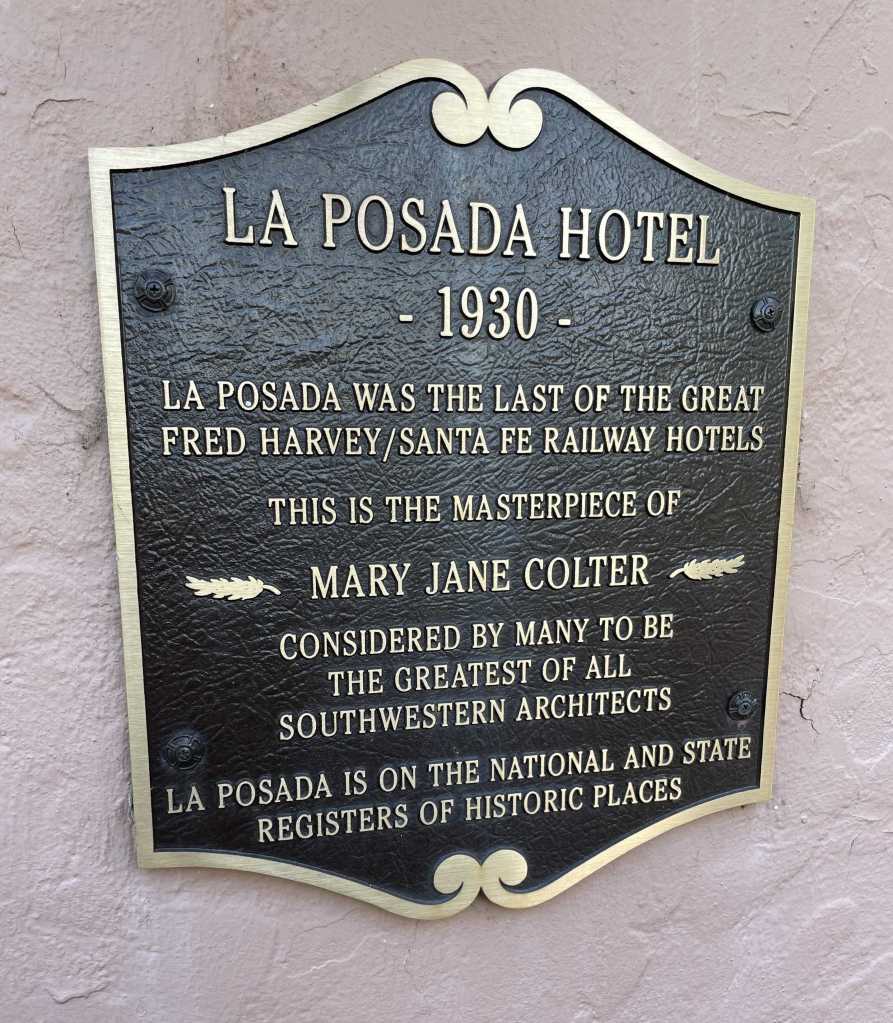 LA POSADA HOTEL
- 1930 -
LA POSADA WAS THE LAST OF THE GREAT
FRED HARVEY/SANTA FE RAILWAY HOTELS
THIS IS THE MASTERPIECE OF
MARY JANE COLTER
CONSIDERED BY MANY TO BE
THE GREATEST OF ALL
SOUTHWESTERN ARCHITECTS
LA POSADA IS ON THE NATIONAL AND STATE
REGISTERS OF HISTORIC PLACES